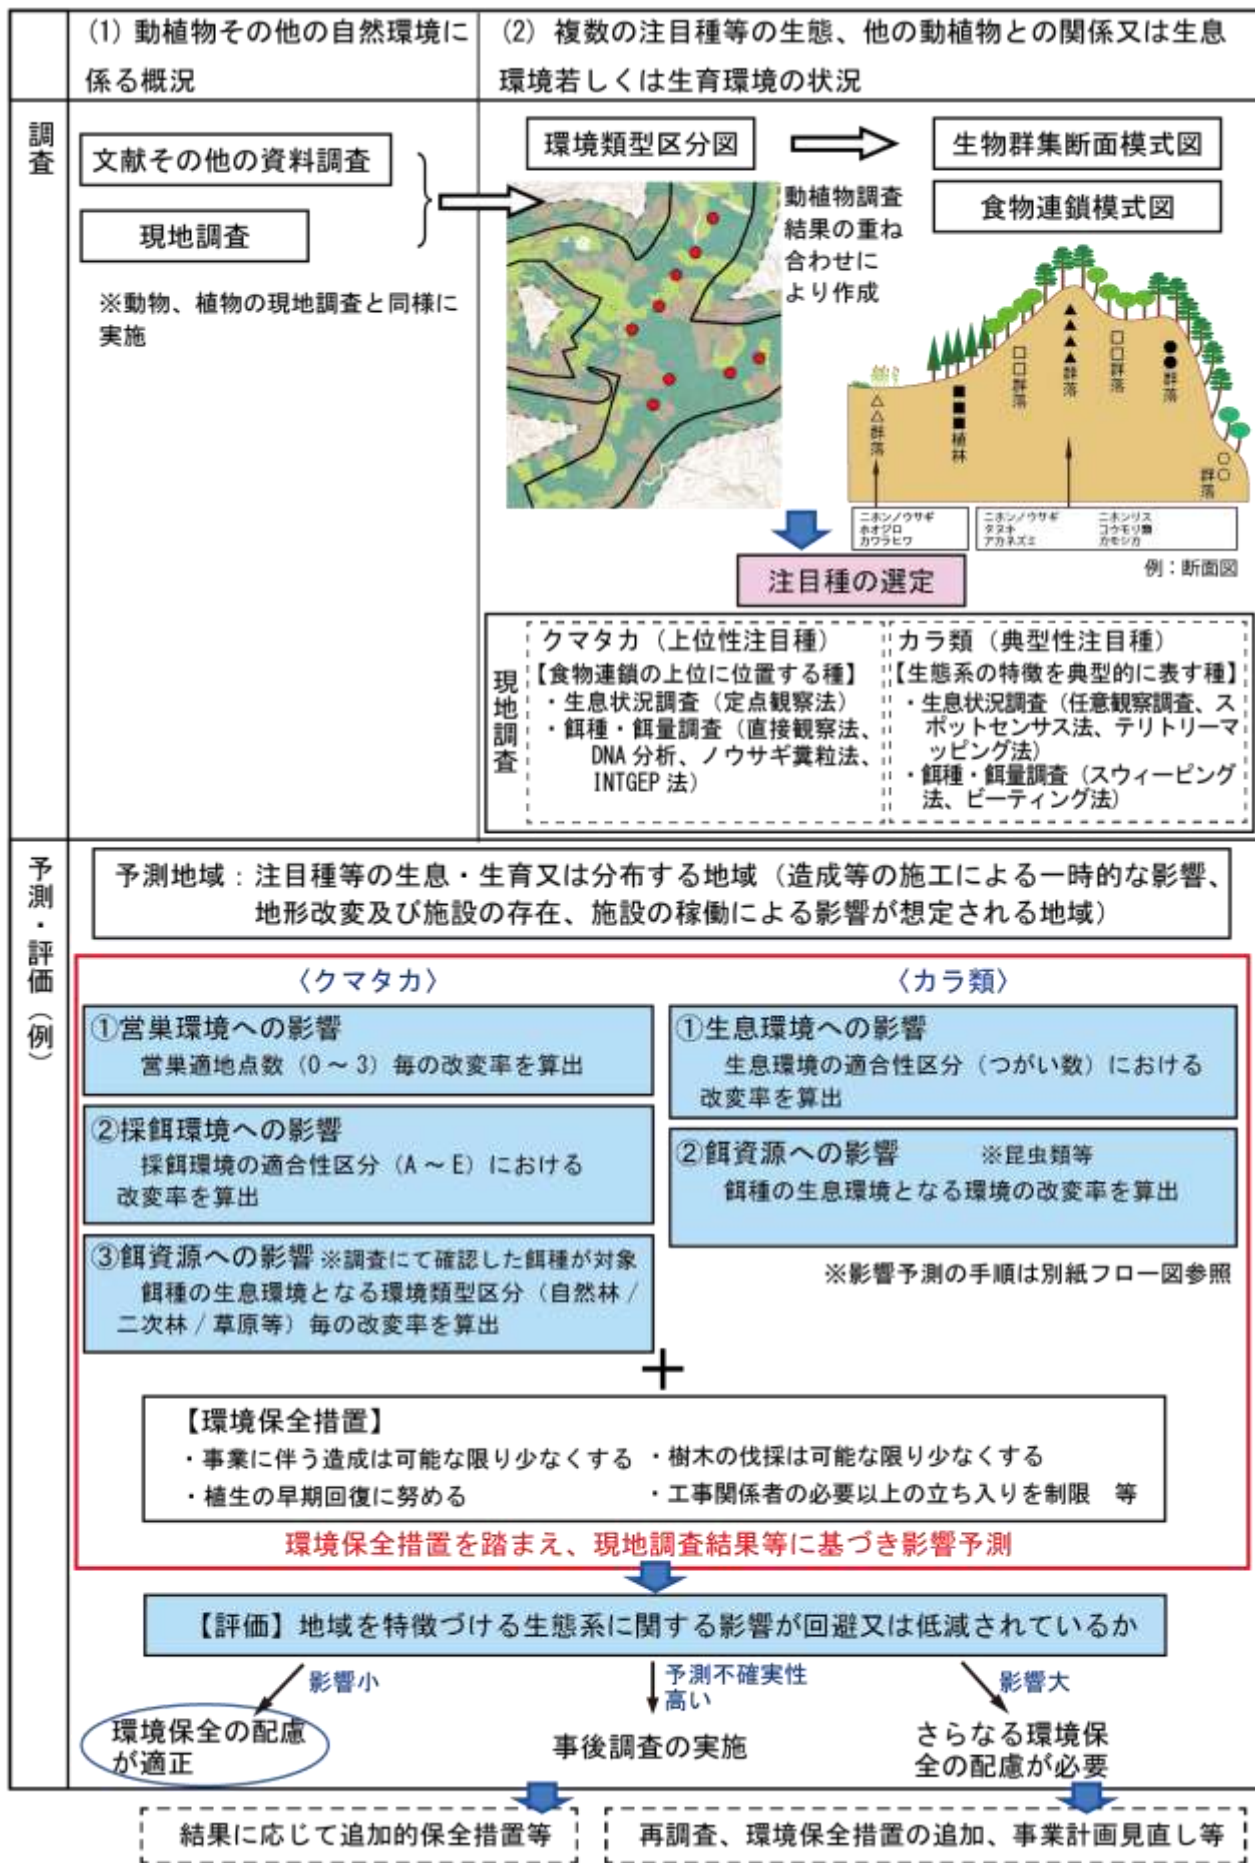 (1) 動植物その他の自然環境に
係る概況
(2) 複数の注目種等の生態、他の動植物との関係又は生息
環境若しくは生育環境の状況
調査
文献その他の資料調査
現地調査
※動物、植物の現地調査と同様に
実施
環境類型区分図
動植物調査
結果の重ね
合わせに
より作成
生物群集断面模式図
食物連鎖模式図
△△群落
■■■植林
□□群落
▲▲▲▲群落
□□群落
●●群落
○○群落
ニホンノウサギ
ホオジロ
カワラヒワ
ニホンノウサギ ニホンリス
タヌキ コウモリ類
アカネズミ カモシカ
例：断面図
注目種の選定
現地調査
クマタカ（上位性注目種）
【食物連鎖の上位に位置する種】
・生息状況調査（定点観察法）
・餌種・餌量調査（直接観察法、
DNA 分析、ノウサギ糞粒法、
INTGEP 法）
カラ類（典型性注目種）
【生態系の特徴を典型的に表す種】
・生息状況調査（任意観察調査、ス
ポットセンサス法、テリトリーマ
ッピング法）
・餌種・餌量調査（スウィーピング
法、ビーティング法）
予測・評価（例）
予測地域：注目種等の生息・生育又は分布する地域（造成等の施工による一時的な影響、
地形改変及び施設の存在、施設の稼働による影響が想定される地域）
〈クマタカ〉
①営巣環境への影響
営巣適地点数（0～3）毎の改変率を算出
②採餌環境への影響
採餌環境の適合性区分（A～E）における
改変率を算出
③餌資源への影響 ※調査にて確認した餌種が対象
餌種の生息環境となる環境類型区分（自然林/
二次林/草原等）毎の改変率を算出
〈カラ類〉
①生息環境への影響
生息環境の適合性区分（つがい数）における
改変率を算出
②餌資源への影響 ※昆虫類等
餌種の生息環境となる環境の改変率を算出
※影響予測の手順は別紙フロー図参照
＋
【環境保全措置】
・事業に伴う造成は可能な限り少なくする ・樹木の伐採は可能な限り少なくする
・植生の早期回復に努める ・工事関係者の必要以上の立ち入りを制限 等
環境保全措置を踏まえ、現地調査結果等に基づき影響予測
【評価】地域を特徴づける生態系に関する影響が回避又は低減されているか
影響小
予測不確実性
高い
影響大
環境保全の配慮
が適正
事後調査の実施
さらなる環境保
全の配慮が必要
結果に応じて追加的保全措置等
再調査、環境保全措置の追加、事業計画見直し等